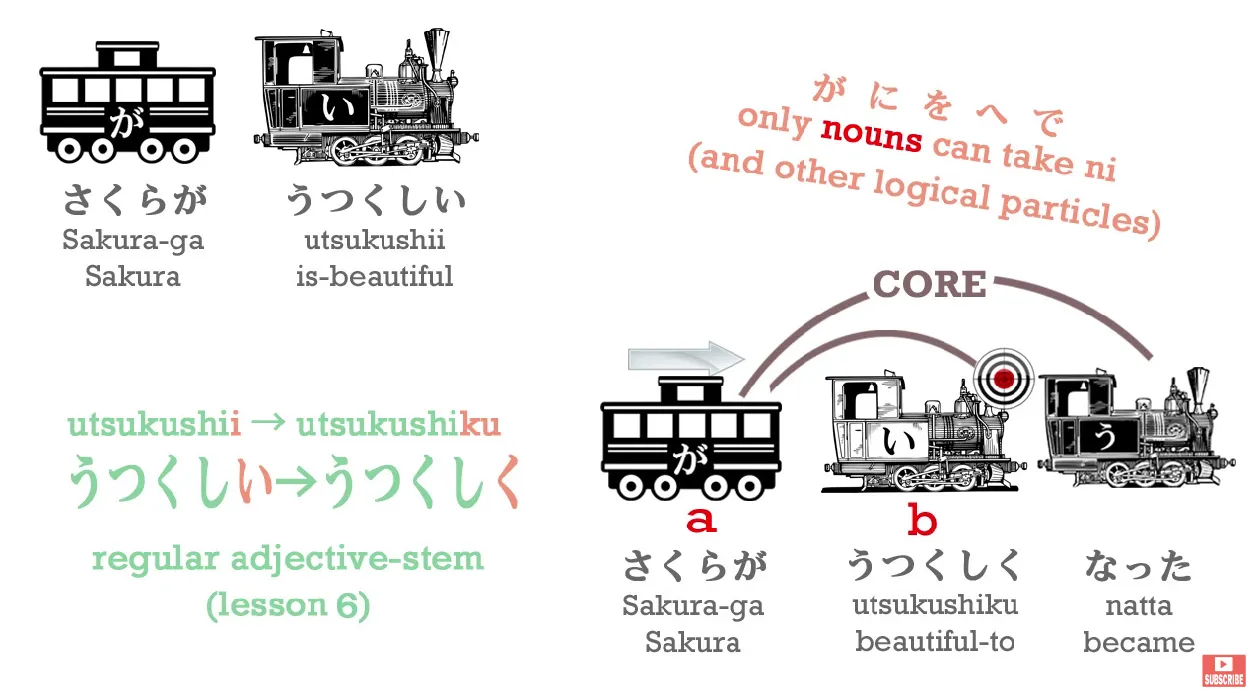 が
い
さくらが
うつくしい
Sakura-ga
utsukushii
Sakura
is-beautiful
がにをへで
only nouns can take ni
(and other logical particles)
utsukushii → utsukushiku
うつくしい→うつくしく
regular adjective-stem
(lesson 6)
CORE
が
い
う
a
b
さくらが
うつくしく
なった
Sakura-ga
utsukushiku
natta
Sakura
beautiful-to
became
SUBSCRIBE